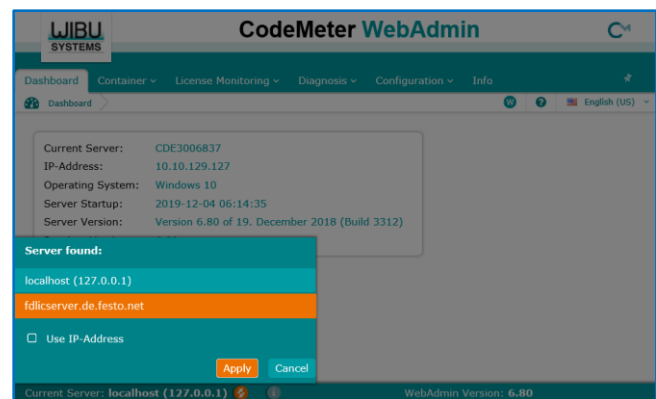 WIBU
SYSTEMS
CodeMeter WebAdmin
Dashboard Container License Monitoring Diagnosis Configuration Info
Dashboard
W ? English (US)
Current Server: CDE3006837
IP-Address: 10.10.129.127
Operating System: Windows 10
Server Startup: 2019-12-04 06:14:35
Server Version: Version 6.80 of 19. December 2018 (Build 3312)
Server found:
localhost (127.0.0.1)
fdlicserver.de.festo.net
Use IP-Address
Apply Cancel
Current Server: localhost (127.0.0.1) WebAdmin Version: 6.80